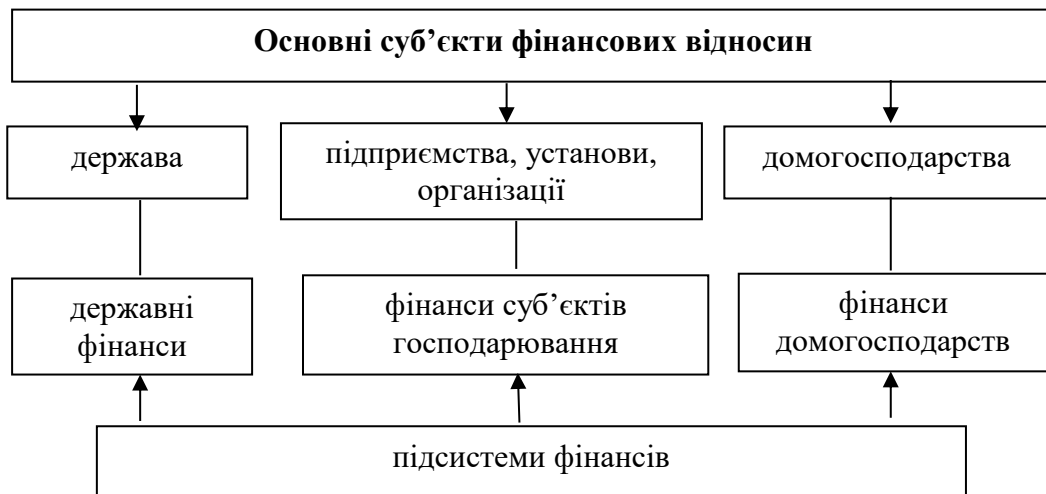 Основні суб’єкти фінансових відносин
держава
підприємства, установи,
організації
домогосподарства
державні
фінанси
фінанси суб’єктів
господарювання
фінанси
домогосподарств
підсистеми фінансів